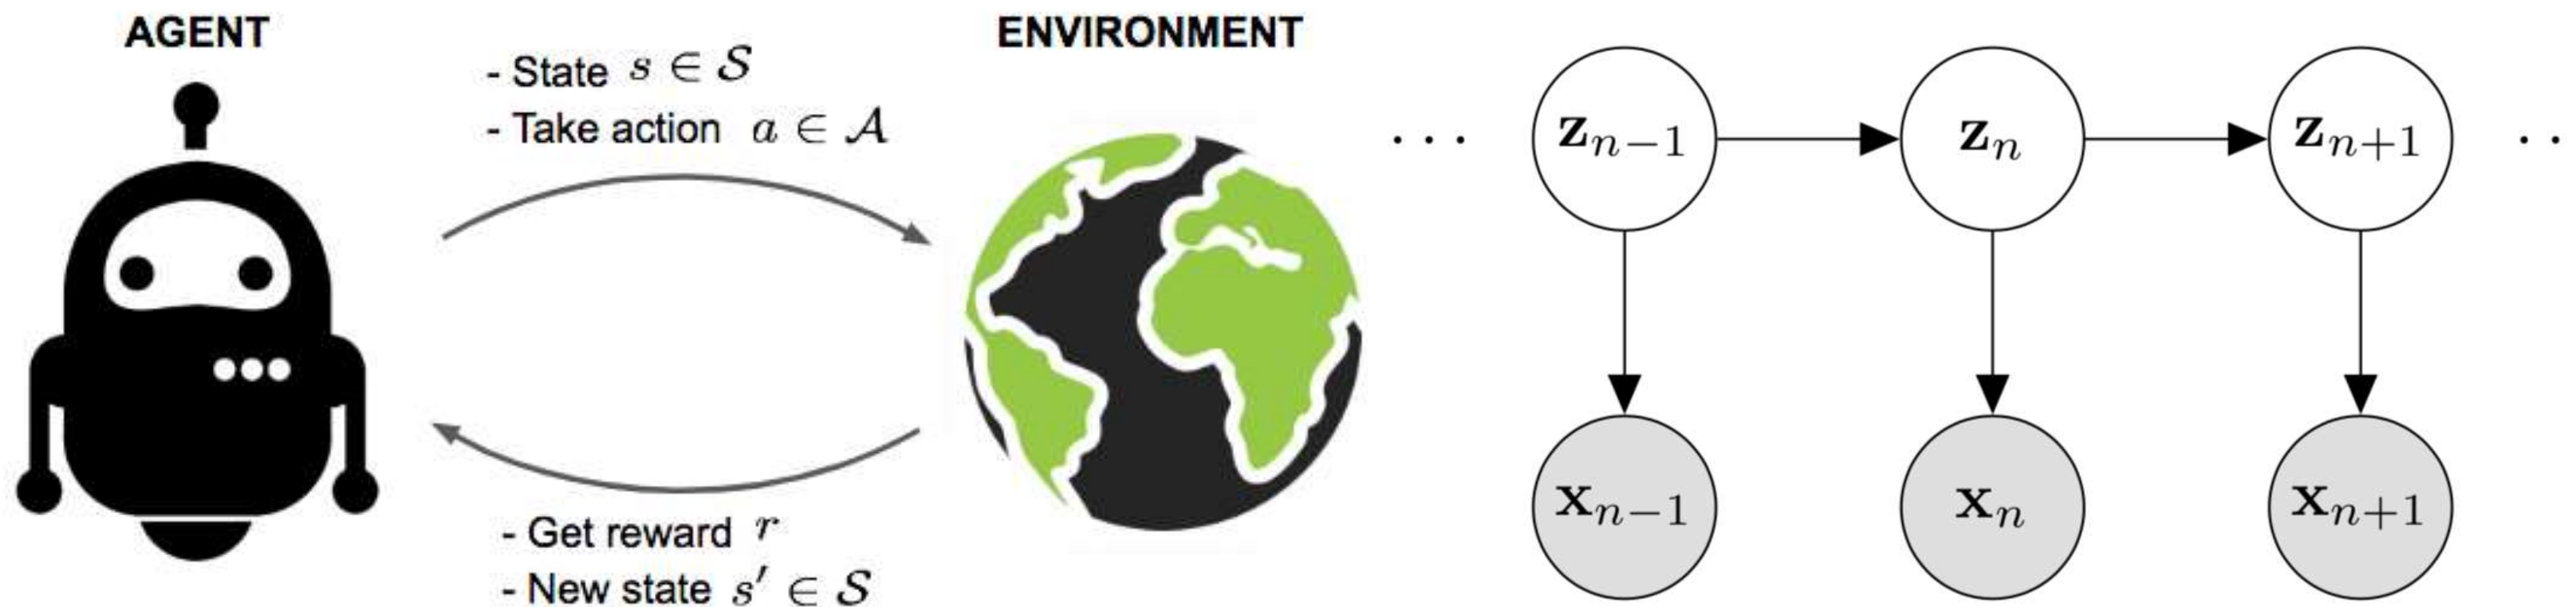 AGENT
- State s ∈ 𝒮
- Take action a ∈ 𝒜
ENVIRONMENT
- Get reward r
- New state s′ ∈ 𝒮
· · · z_{n−1} z_n z_{n+1} · ·
x_{n−1} x_n x_{n+1}